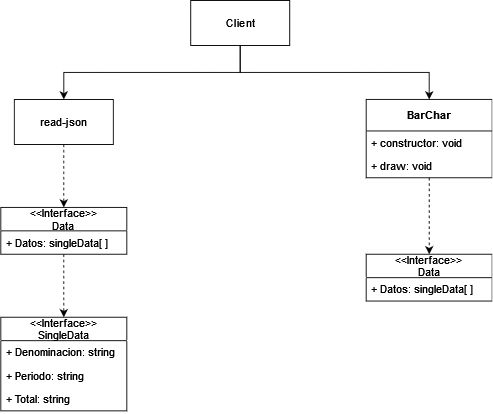 Client
read-json
BarChar
+ constructor: void
+ draw: void
<<Interface>>
Data
+ Datos: singleData[ ]
<<Interface>>
Data
+ Datos: singleData[ ]
<<Interface>>
SingleData
+ Denominacion: string
+ Periodo: string
+ Total: string